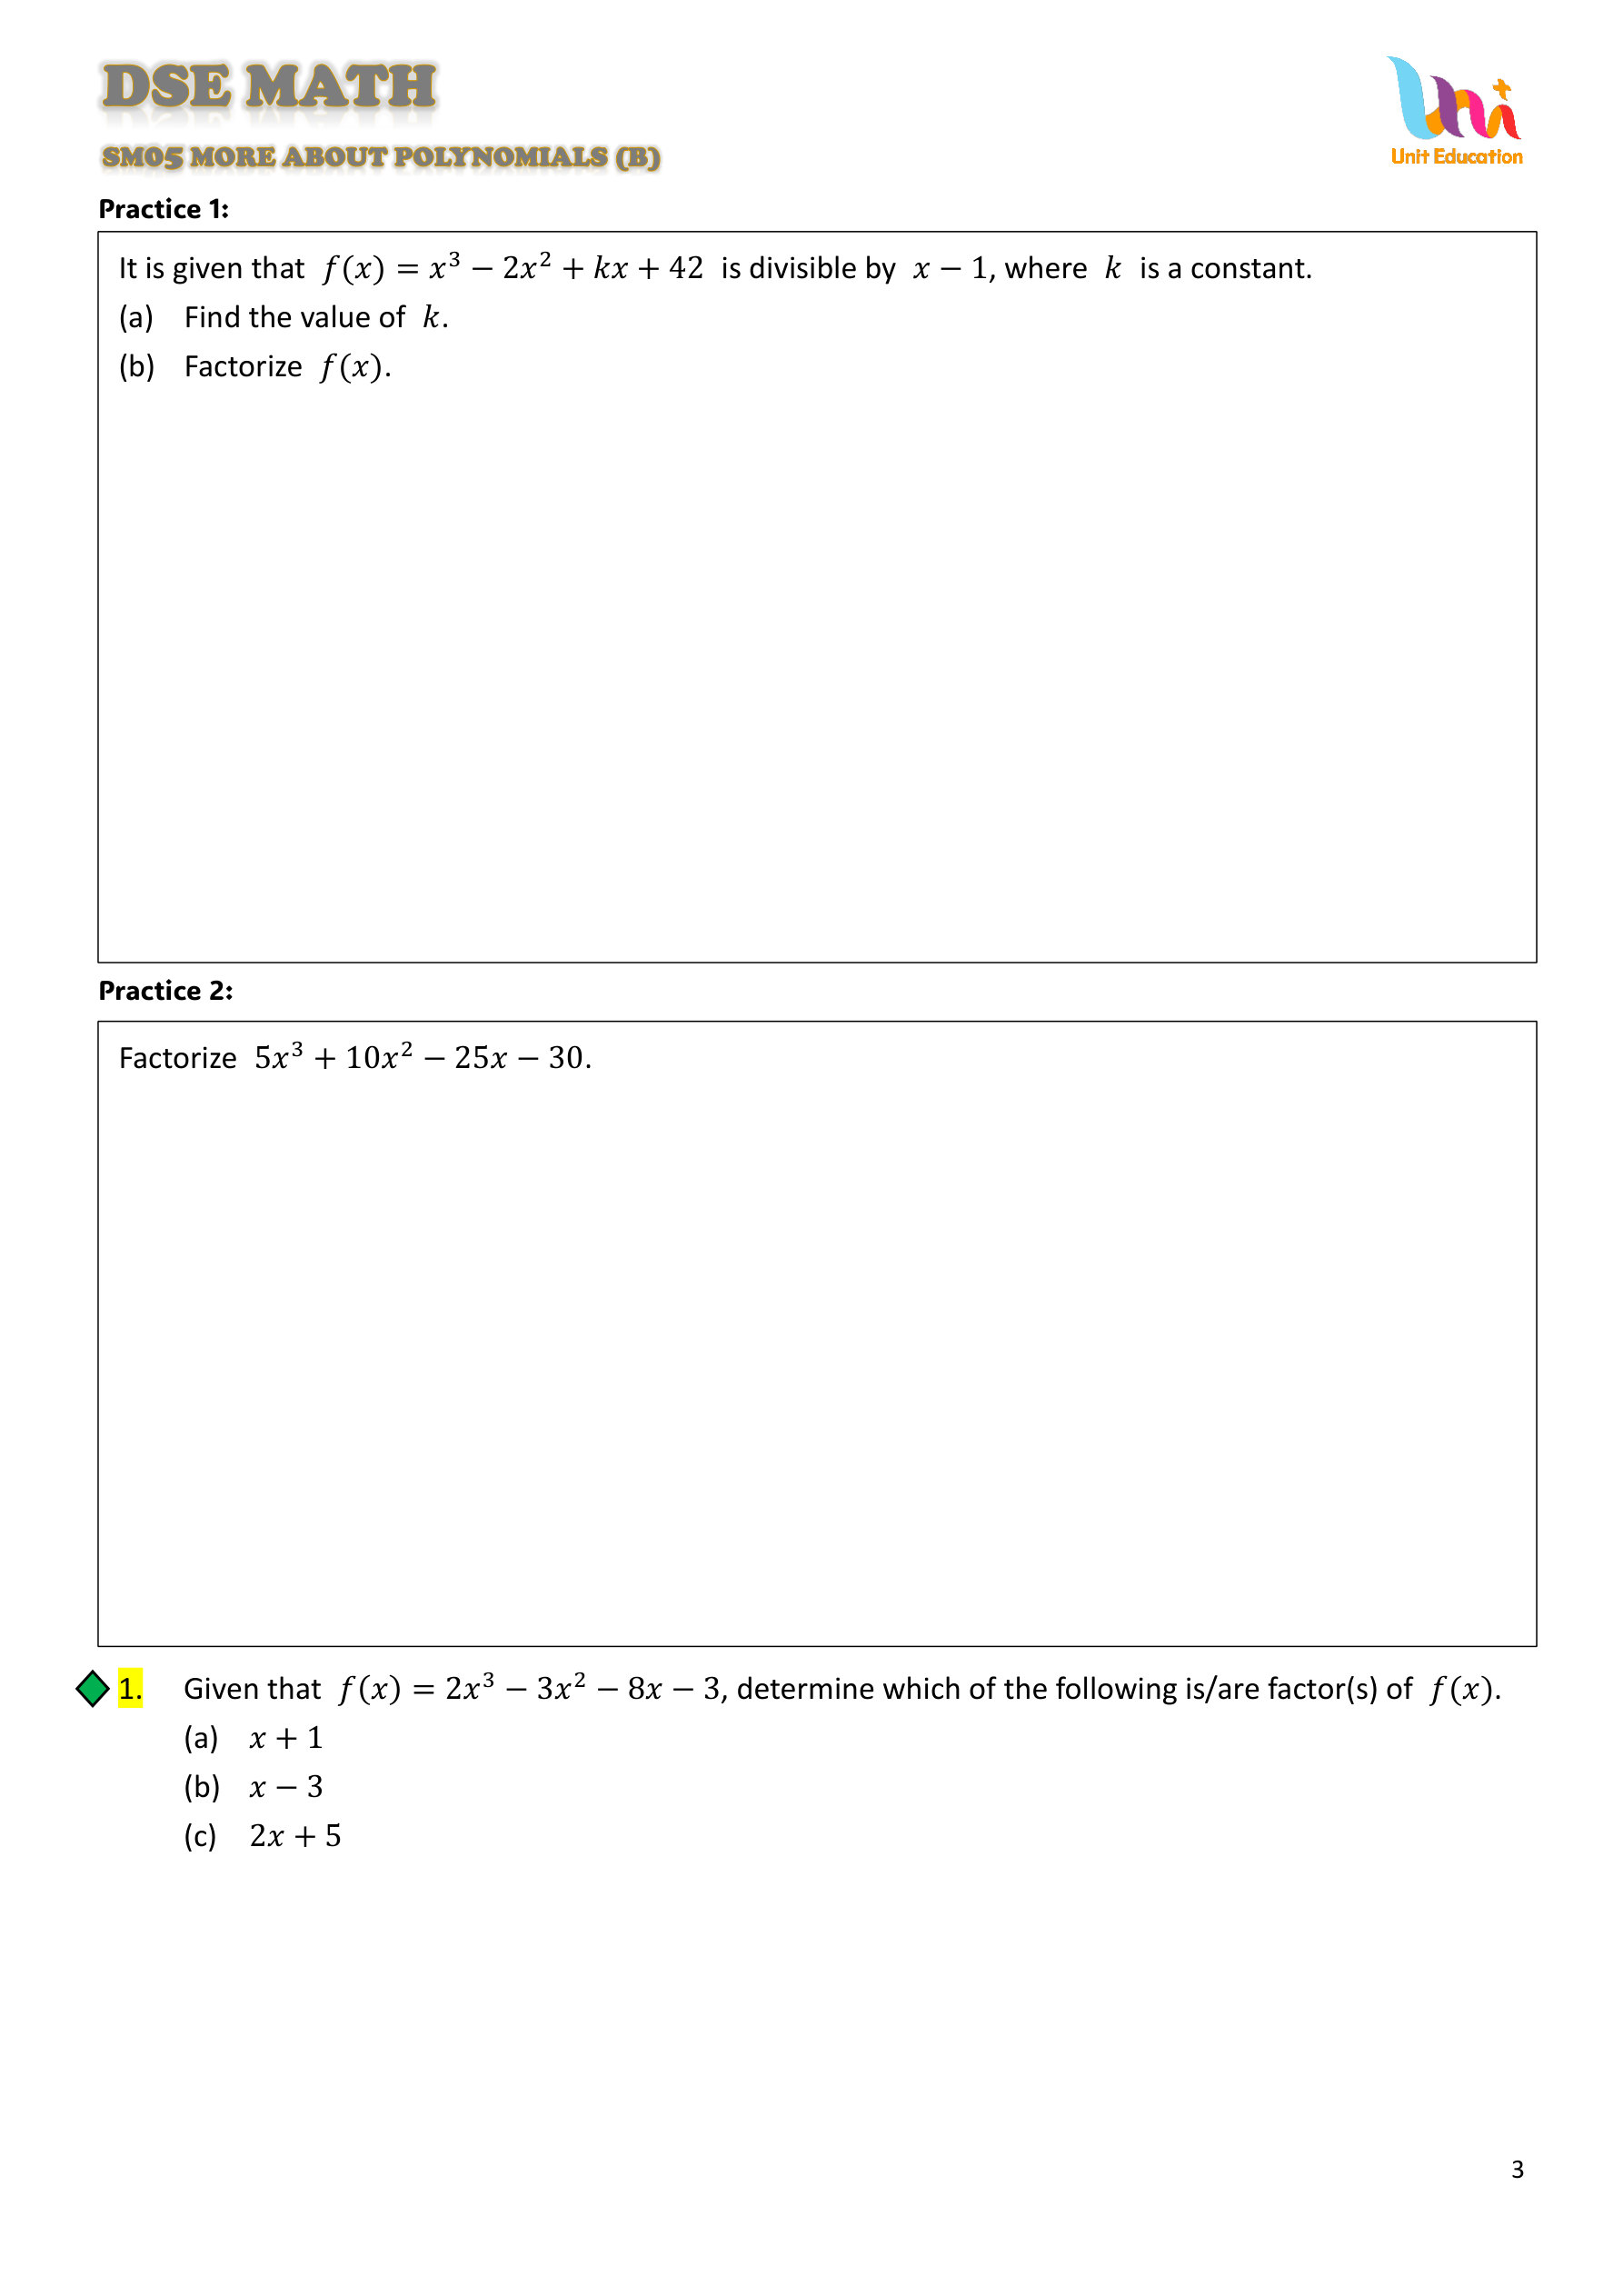 DSE MATH
Unit Education
SM05 MORE ABOUT POLYNOMIALS (B)
Practice 1:
It is given that f(x) = x³ − 2x² + kx + 42 is divisible by x − 1, where k is a constant.
(a) Find the value of k.
(b) Factorize f(x).
Practice 2:
Factorize 5x³ + 10x² − 25x − 30.
1. Given that f(x) = 2x³ − 3x² − 8x − 3, determine which of the following is/are factor(s) of f(x).
(a) x + 1
(b) x − 3
(c) 2x + 5
3